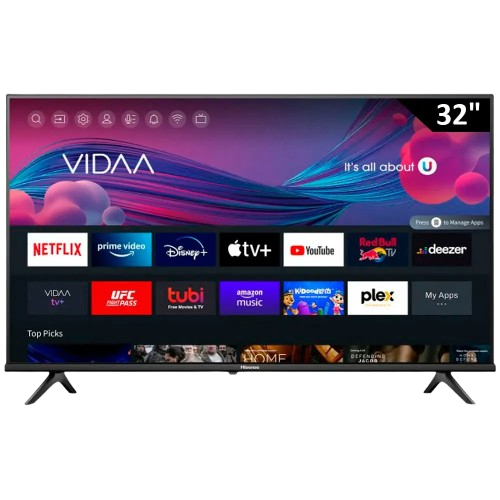 32"
VIDAA
It's all about U
Press to Manage Apps
NETFLIX
prime video
Disney+
tv+
YouTube
Red Bull
TV
deezer
VIDAA
tv+
UFC
FIGHT PASS
tubi
Free Movies & TV
amazon
music
Kidoodle.TV
plex
My Apps
Top Picks
HOME
DEFENDING
JACOB
Hisense